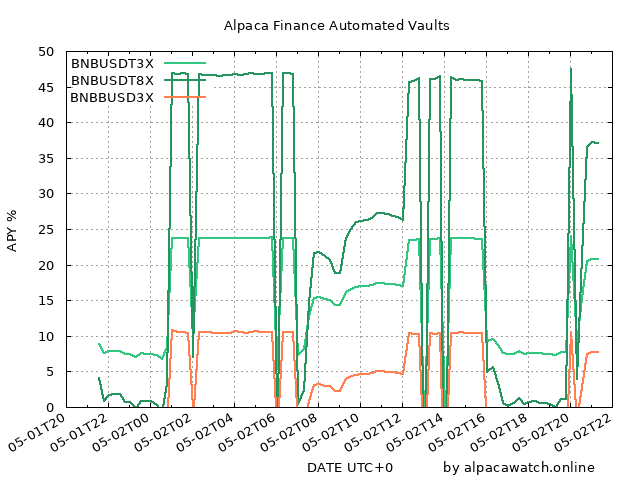 Alpaca Finance Automated Vaults
BNBUSDT3X
BNBUSDT8X
BNBBUSD3X
50
45
40
35
30
25
20
15
10
5
0
APY %
05-01T20
05-01T22
05-02T00
05-02T02
05-02T04
05-02T06
05-02T08
05-02T10
05-02T12
05-02T14
05-02T16
05-02T18
05-02T20
05-02T22
DATE UTC+0
by alpacawatch.online